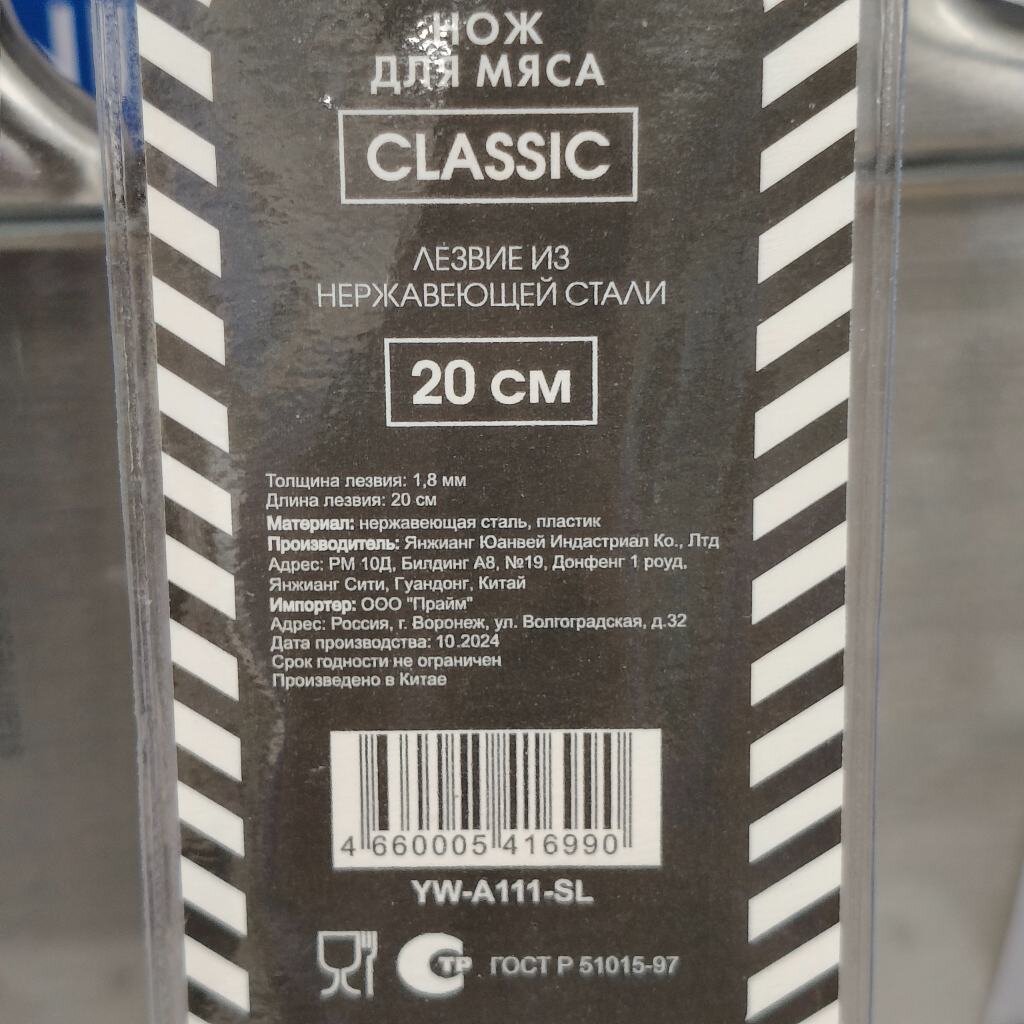 НОЖ
ДЛЯ МЯСА
CLASSIC
ЛЕЗВИЕ ИЗ
НЕРЖАВЕЮЩЕЙ СТАЛИ
20 СМ
Толщина лезвия: 1,8 мм
Длина лезвия: 20 см
Материал: нержавеющая сталь, пластик
Производитель: Янжианг Юанвей Индастриал Ко., Лтд
Адрес: РМ 10Д, Билдинг А8, №19, Донфенг 1 роуд,
Янжианг Сити, Гуандонг, Китай
Импортер: ООО "Прайм"
Адрес: Россия, г. Воронеж, ул. Волгоградская, д.32
Дата производства: 10.2024
Срок годности не ограничен
Произведено в Китае
4 660005 416990
YW-A111-SL
СТР ГОСТ Р 51015-97